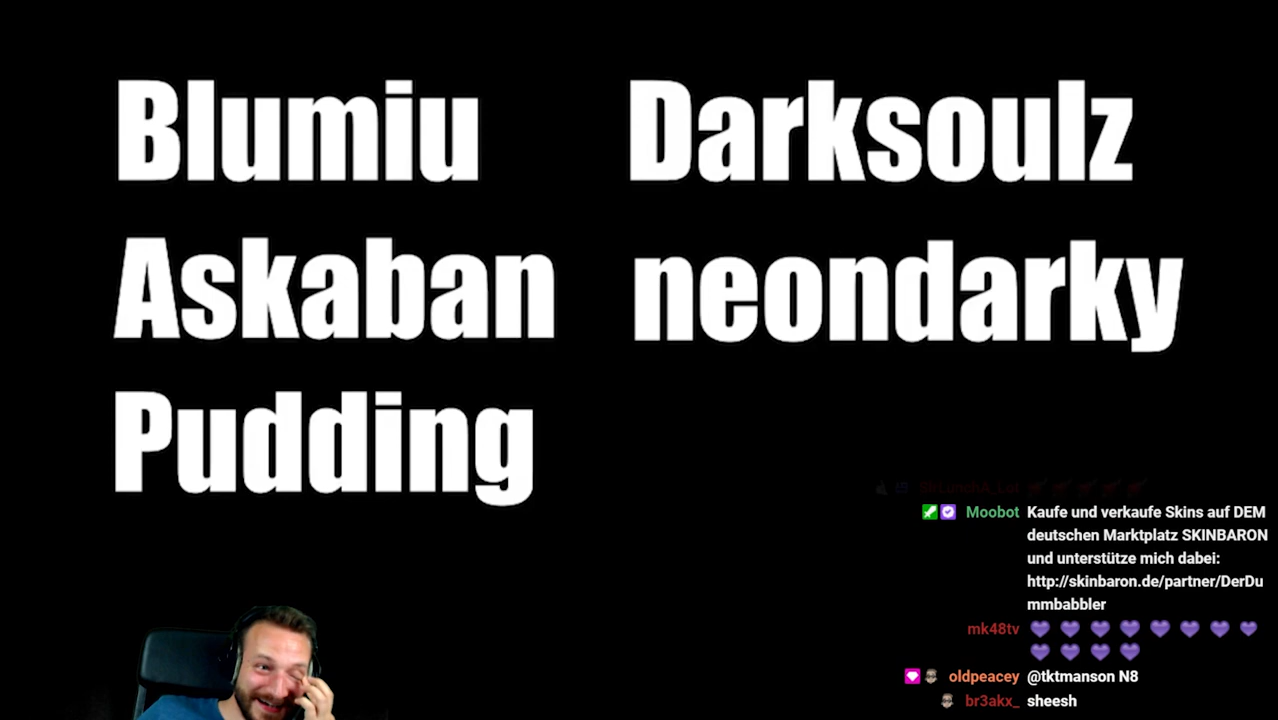 Blumiu Darksoulz
Askaban neondarky
Pudding
Moobot Kaufe und verkaufe Skins auf DEM
deutschen Marktplatz SKINBARON
und unterstütze mich dabei:
http://skinbaron.de/partner/DerDu
mmbabbler
mk48tv
oldpeacey @tktmanson N8
br3akx_ sheesh